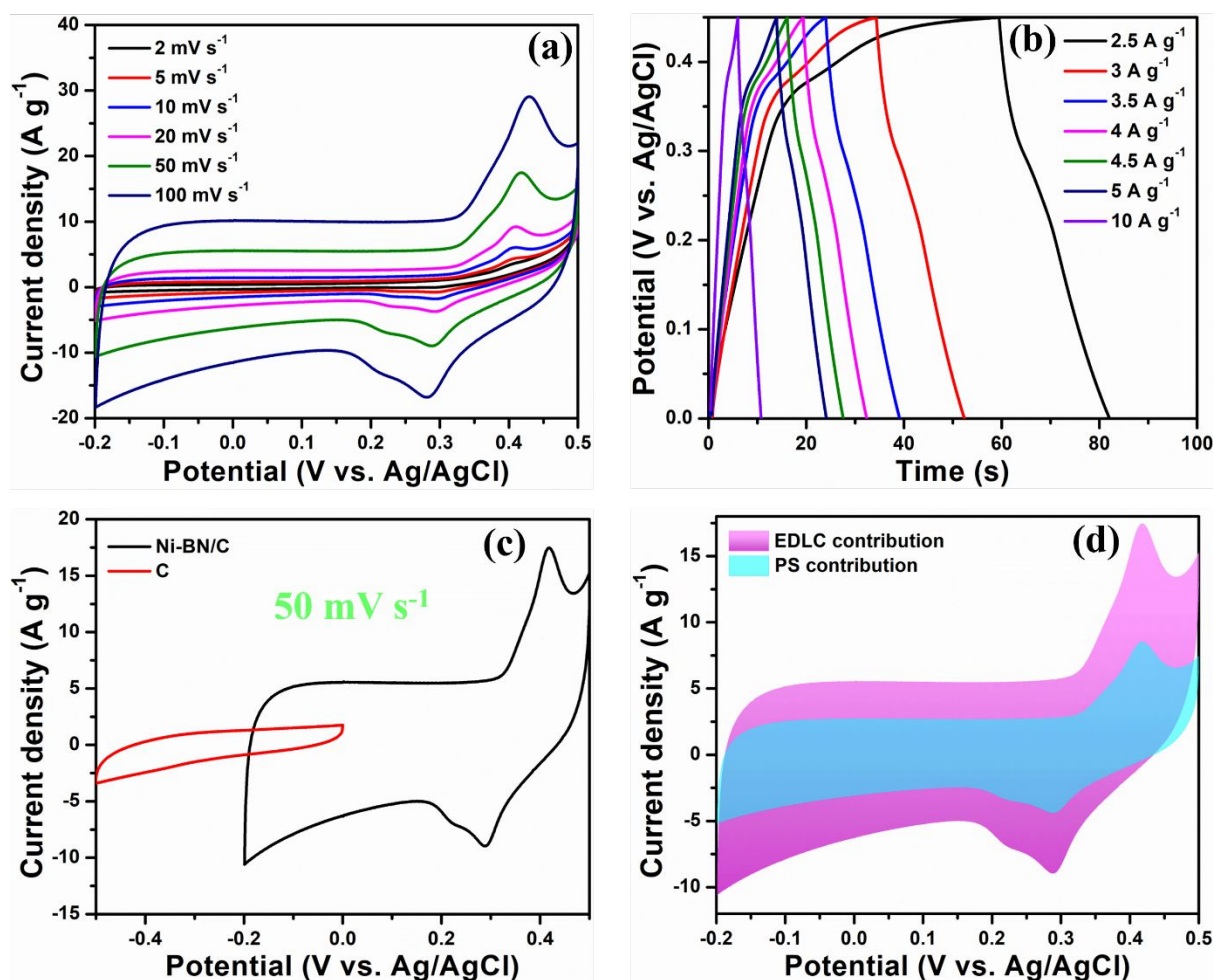 (a)
2 mV s⁻¹
5 mV s⁻¹
10 mV s⁻¹
20 mV s⁻¹
50 mV s⁻¹
100 mV s⁻¹
Current density (A g⁻¹)
40
30
20
10
0
-10
-20
-0.2 -0.1 0.0 0.1 0.2 0.3 0.4 0.5
Potential (V vs. Ag/AgCl)
(b)
2.5 A g⁻¹
3 A g⁻¹
3.5 A g⁻¹
4 A g⁻¹
4.5 A g⁻¹
5 A g⁻¹
10 A g⁻¹
Potential (V vs. Ag/AgCl)
0.4
0.3
0.2
0.1
0.0
0 20 40 60 80 100
Time (s)
(c)
Ni-BN/C
C
50 mV s⁻¹
Current density (A g⁻¹)
20
15
10
5
0
-5
-10
-15
-0.4 -0.2 0.0 0.2 0.4
Potential (V vs. Ag/AgCl)
(d)
EDLC contribution
PS contribution
Current density (A g⁻¹)
15
10
5
0
-5
-10
-0.2 -0.1 0.0 0.1 0.2 0.3 0.4 0.5
Potential (V vs. Ag/AgCl)